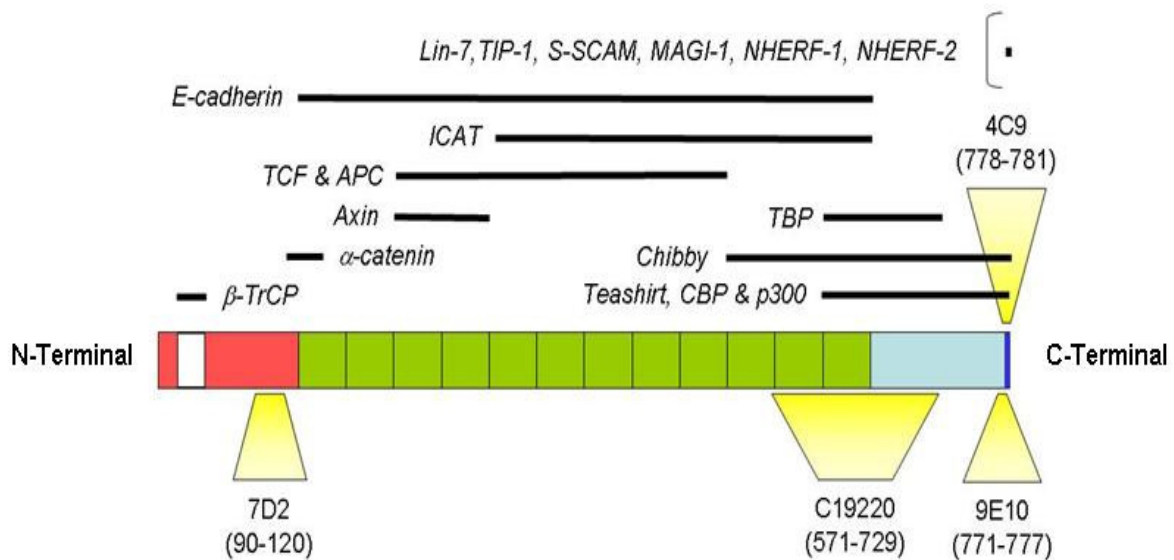 Lin-7,TIP-1, S-SCAM, MAGI-1, NHERF-1, NHERF-2
E-cadherin
4C9
(778-781)
ICAT
TCF & APC
Axin
TBP
α-catenin
Chibby
β-TrCP
Teashirt, CBP & p300
N-Terminal
C-Terminal
7D2
(90-120)
C19220
(571-729)
9E10
(771-777)